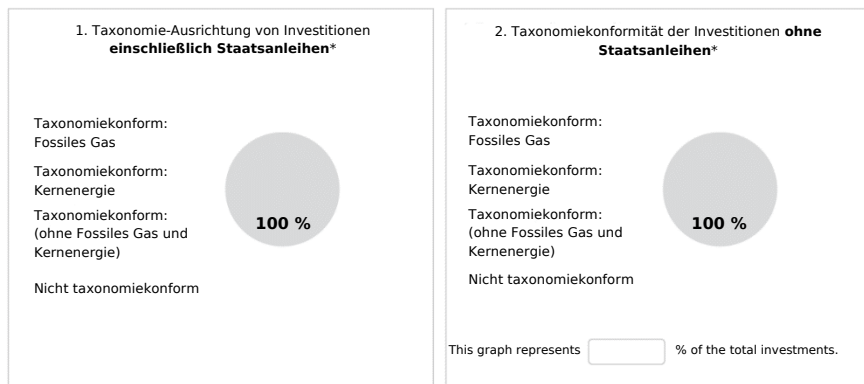 1. Taxonomie-Ausrichtung von Investitionen
einschließlich Staatsanleihen*
Taxonomiekonform:
Fossiles Gas
Taxonomiekonform:
Kernenergie
Taxonomiekonform:
(ohne Fossiles Gas und
Kernenergie)
Nicht taxonomiekonform
100 %
2. Taxonomiekonformität der Investitionen ohne
Staatsanleihen*
Taxonomiekonform:
Fossiles Gas
Taxonomiekonform:
Kernenergie
Taxonomiekonform:
(ohne Fossiles Gas und
Kernenergie)
Nicht taxonomiekonform
100 %
This graph represents % of the total investments.